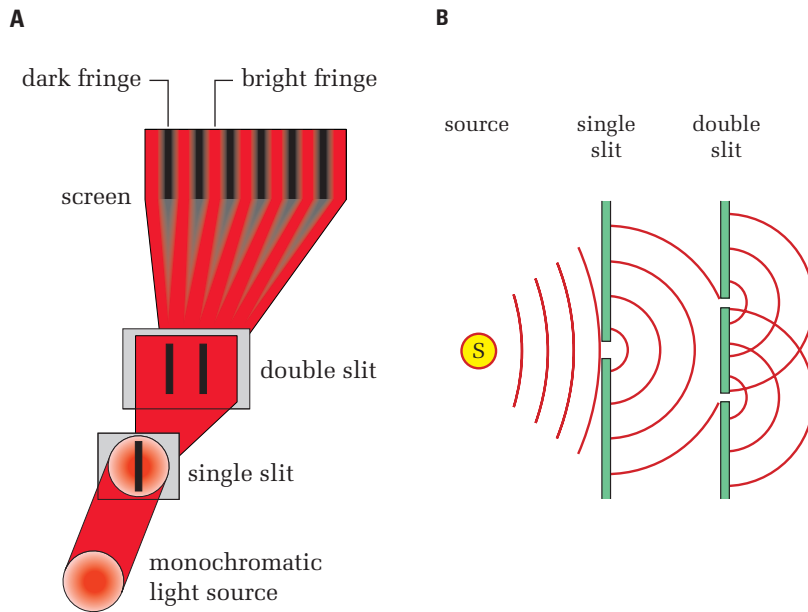 A
dark fringe
bright fringe
screen
double slit
single slit
monochromatic
light source
B
source
single
slit
double
slit
S